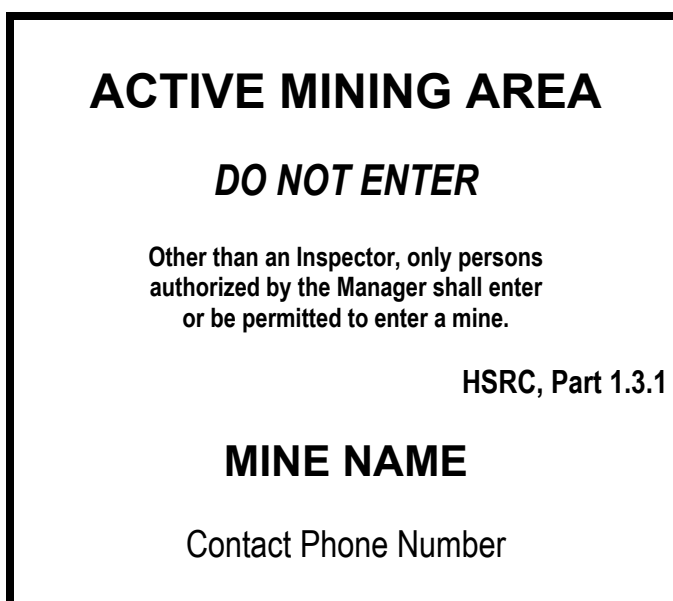 ACTIVE MINING AREA
DO NOT ENTER
Other than an Inspector, only persons
authorized by the Manager shall enter
or be permitted to enter a mine.
HSRC, Part 1.3.1
MINE NAME
Contact Phone Number